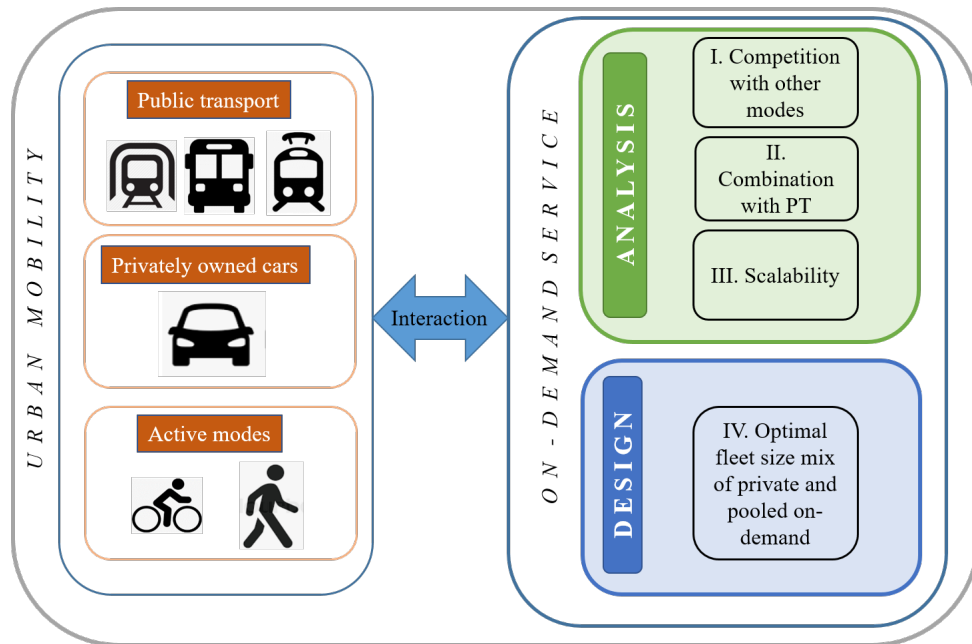 URBAN MOBILITY
Public transport
Privately owned cars
Active modes
Interaction
ON-DEMAND SERVICE
ANALYSIS
I. Competition
with other
modes
II.
Combination
with PT
III. Scalability
DESIGN
IV. Optimal
fleet size mix
of private and
pooled on-
demand